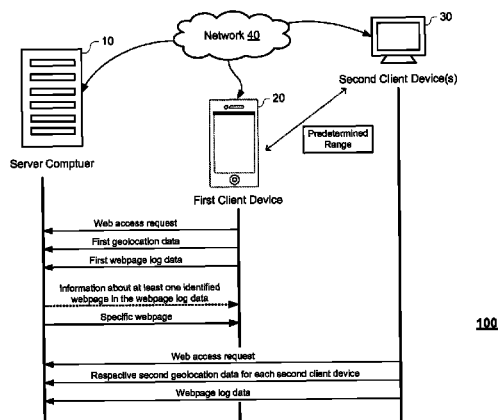 10
Network 40
30
20
Second Client Device(s)
Predetermined
Range
Server Comptuer
First Client Device
Web access request
First geolocation data
First webpage log data
Information about at least one identified
webpage in the webpage log data
Specific webpage
100
Web access request
Respective second geolocation data for each second client device
Webpage log data